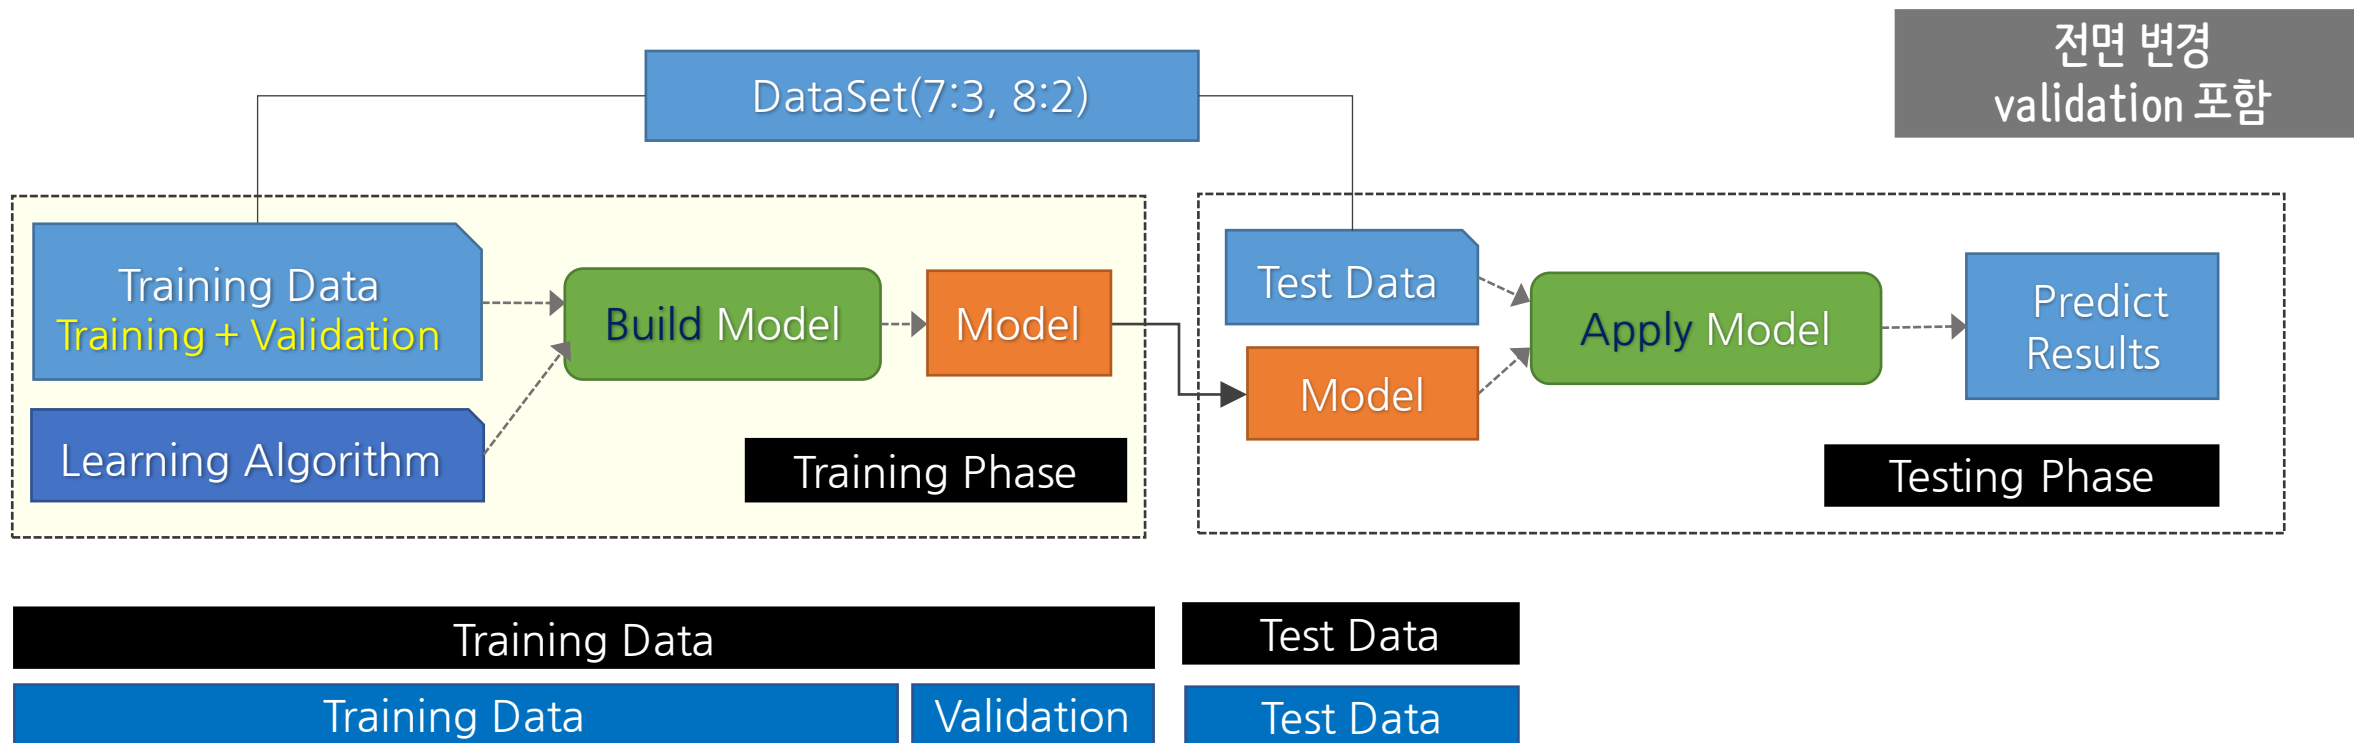 전면 변경
validation 포함
DataSet(7:3, 8:2)
Training Data
Training + Validation
Learning Algorithm
Build Model
Model
Training Phase
Test Data
Model
Apply Model
Predict
Results
Testing Phase
Training Data
Test Data
Training Data
Validation
Test Data